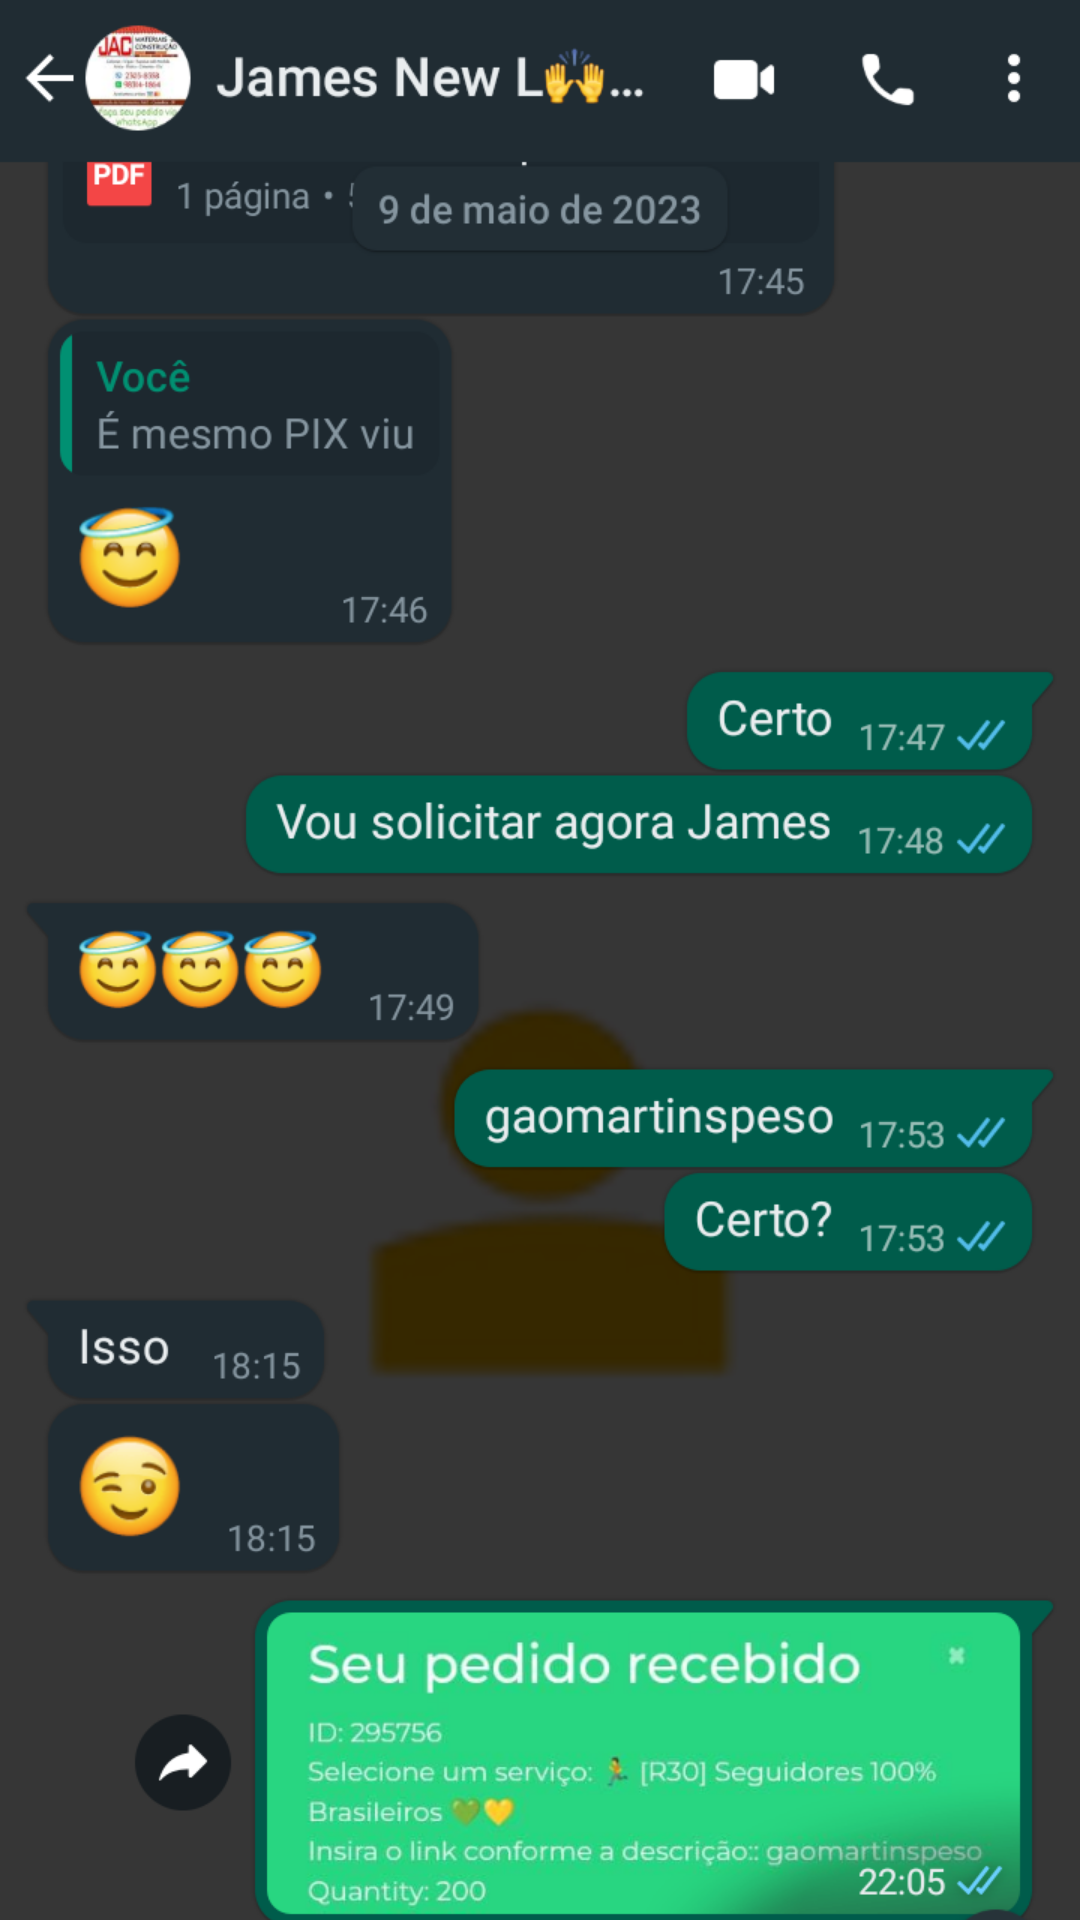 James New L🙌...
JAC MATERIAIS
CONSTRUÇÃO
PDF
1 página •
9 de maio de 2023
17:45
Você
É mesmo PIX viu
😇
17:46
Certo 17:47
Vou solicitar agora James 17:48
😇😇😇 17:49
gaomartinspeso 17:53
Certo? 17:53
Isso 18:15
😉
18:15
Seu pedido recebido
ID: 295756
Selecione um serviço: 🏃 [R30] Seguidores 100%
Brasileiros 💚💛
Insira o link conforme a descrição:: gaomartinspeso
Quantity: 200
22:05